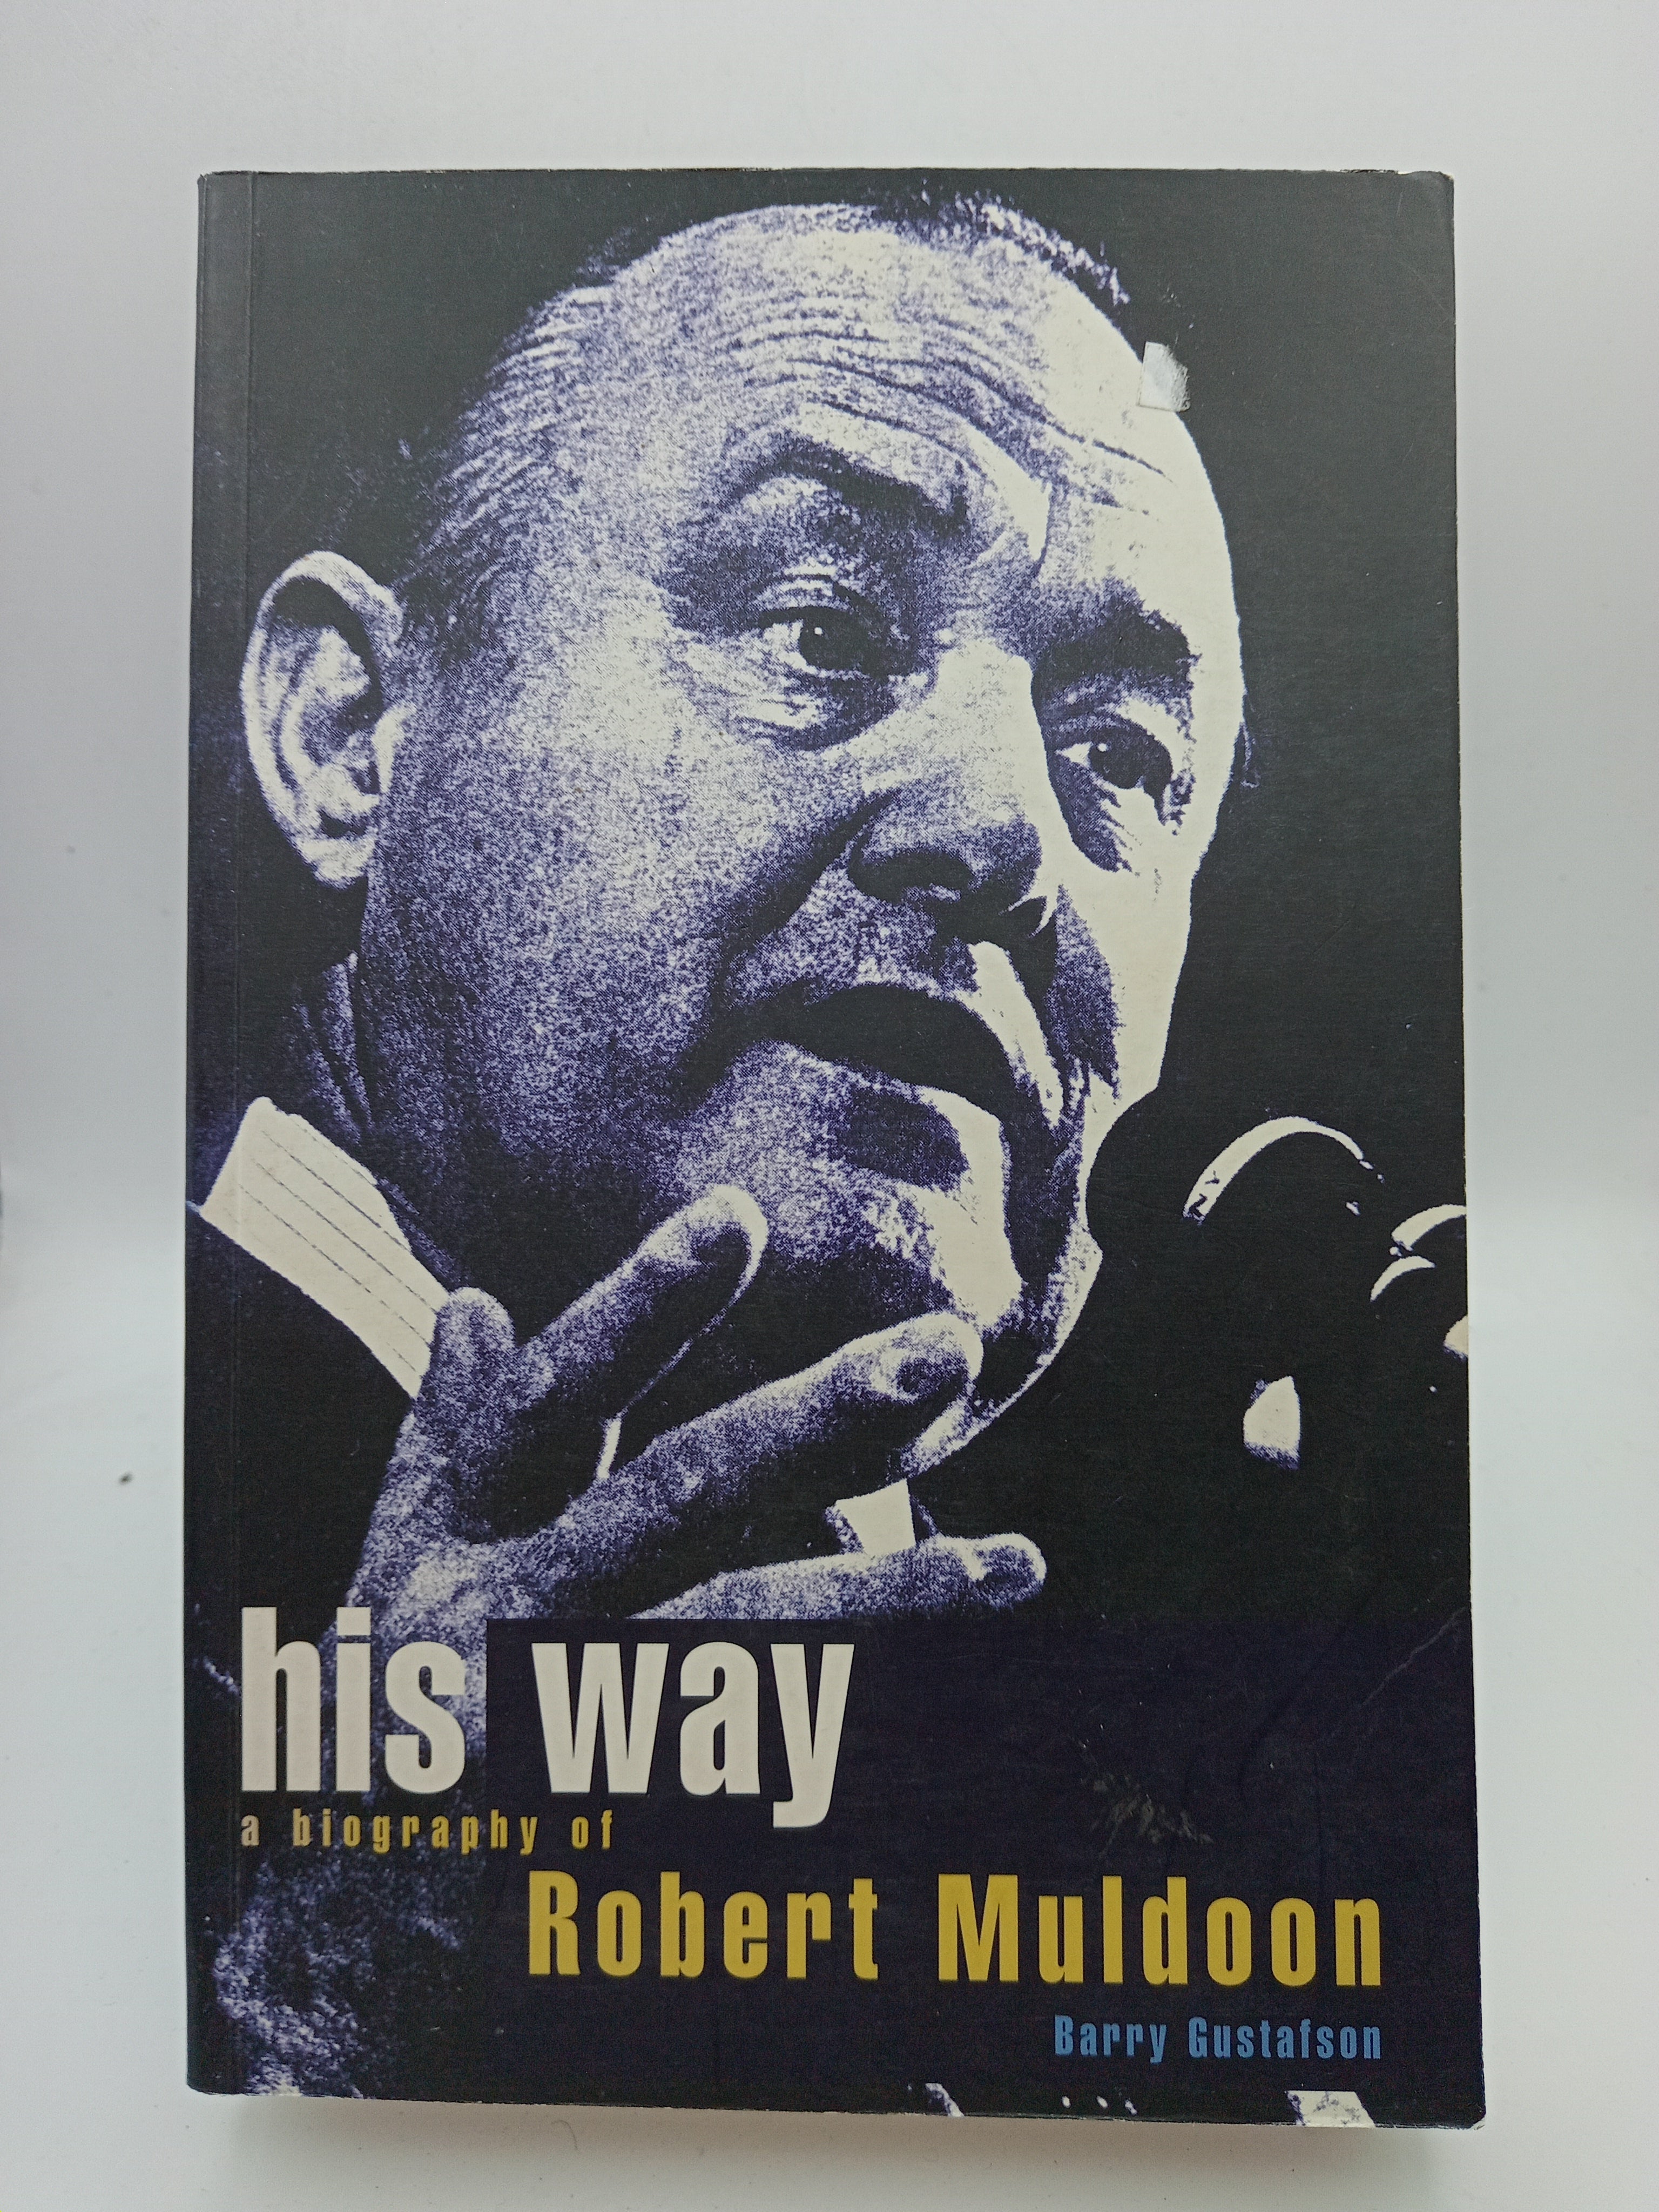 his way
a biography of
Robert Muldoon
Barry Gustafson